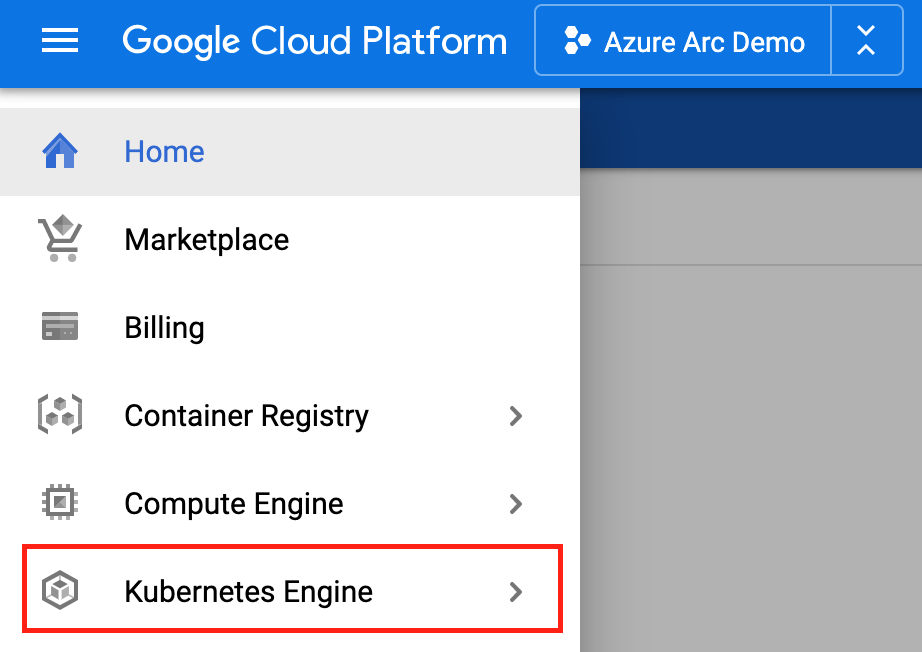 Google Cloud Platform
Azure Arc Demo
Home
Marketplace
Billing
Container Registry
Compute Engine
Kubernetes Engine